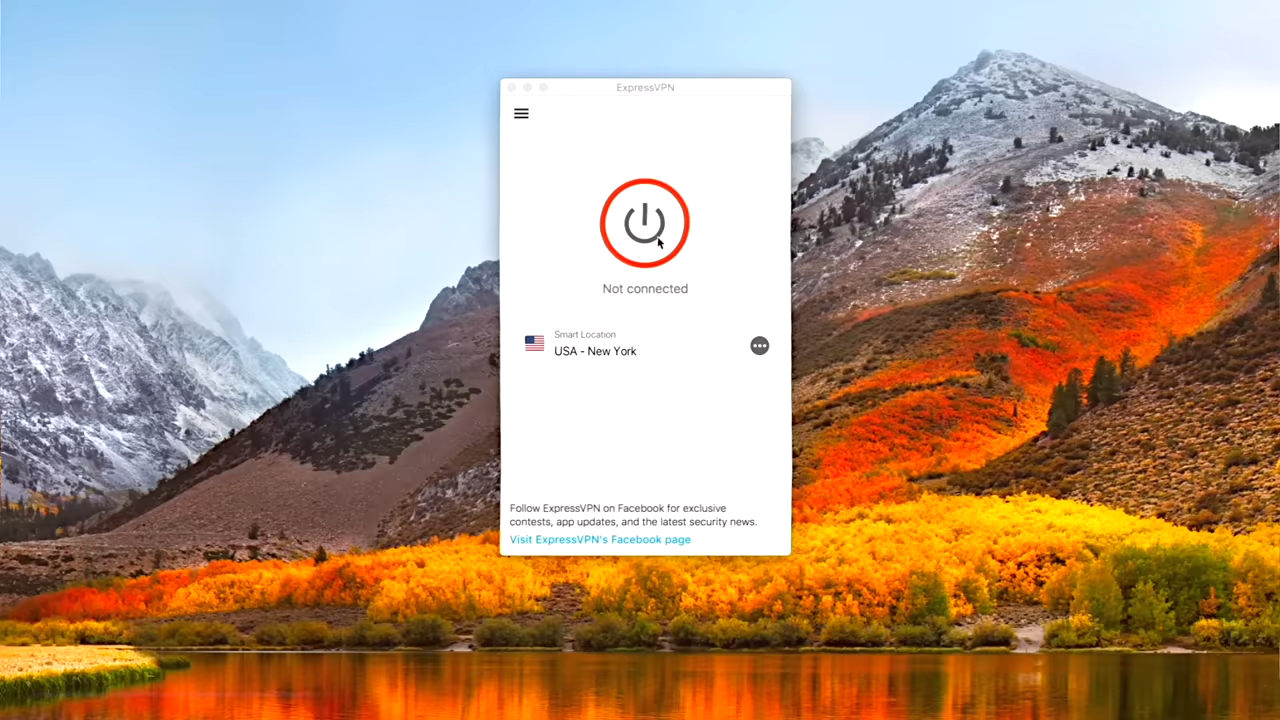 ExpressVPN
Not connected
Smart Location
USA - New York
Follow ExpressVPN on Facebook for exclusive
contests, app updates, and the latest security news.
Visit ExpressVPN's Facebook page